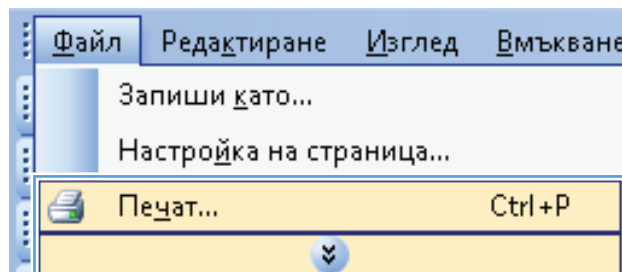 Файл Редактиране Изглед Вмъкване
Запиши като...
Настройка на страница...
Печат... Ctrl+P